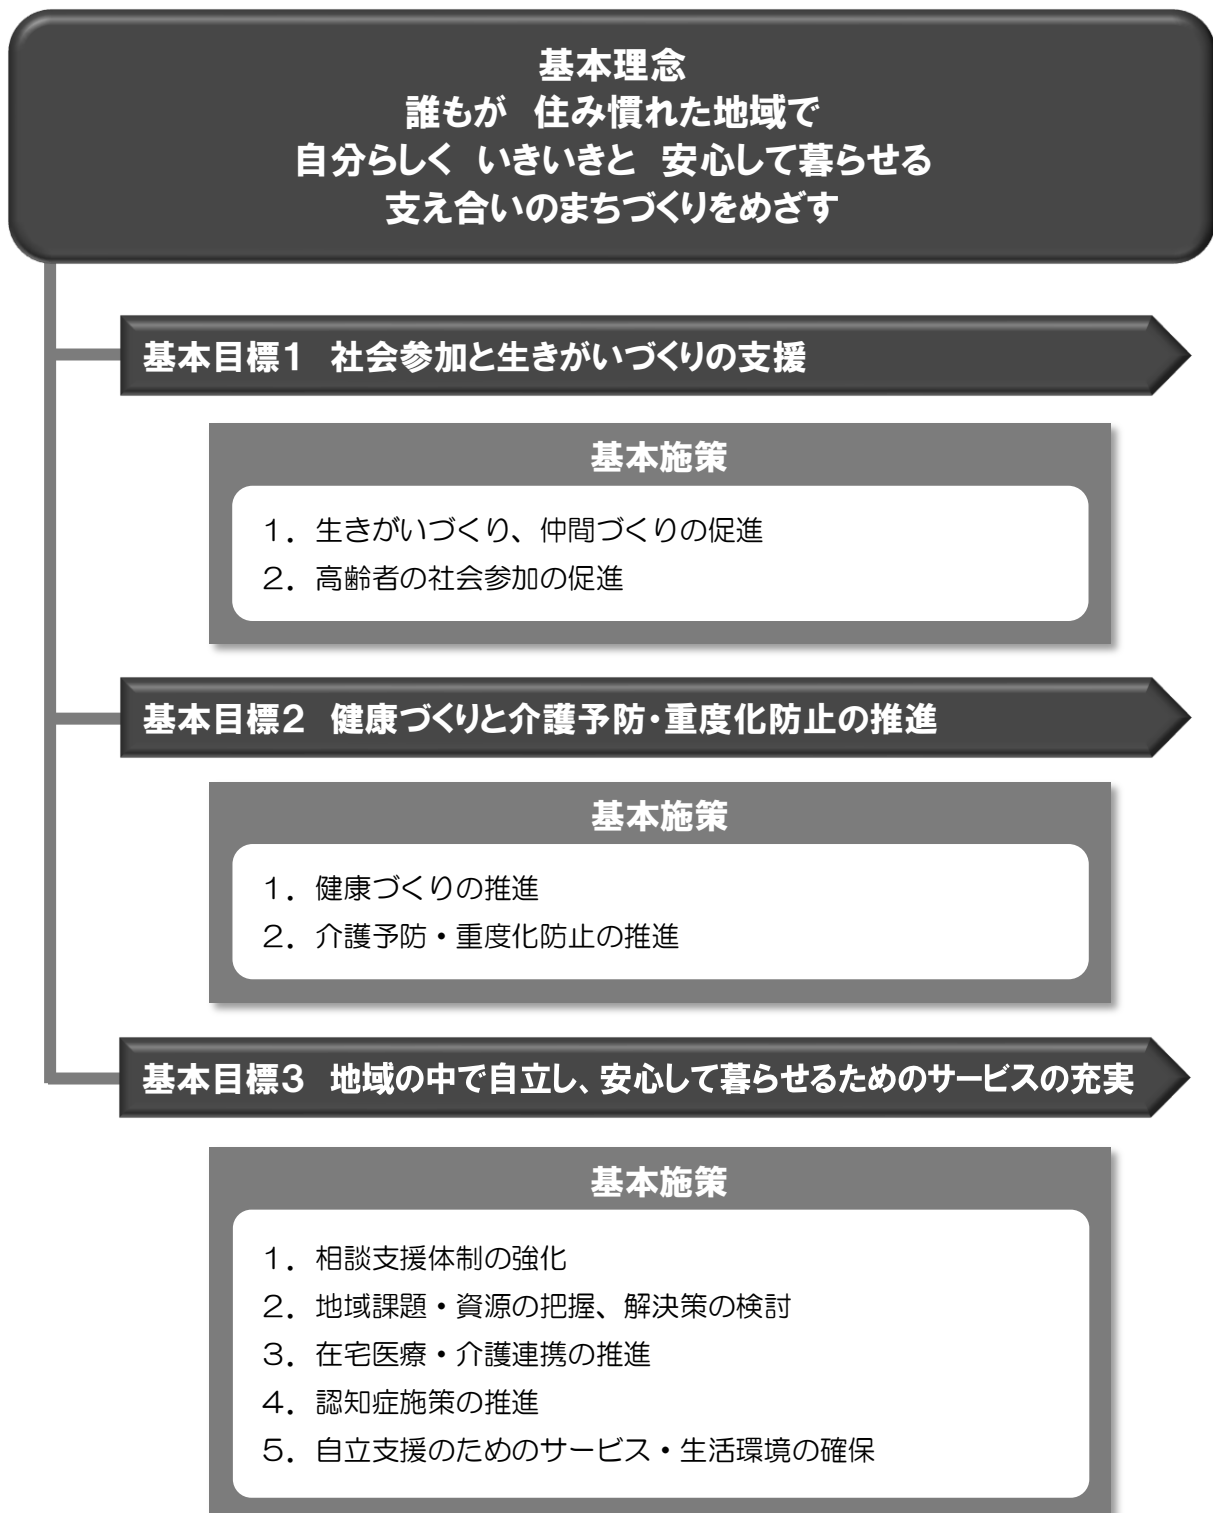 基本理念
誰もが　住み慣れた地域で
自分らしく　いきいきと　安心して暮らせる
支え合いのまちづくりをめざす
基本目標１　社会参加と生きがいづくりの支援
基本施策
１．生きがいづくり、仲間づくりの促進
２．高齢者の社会参加の促進
基本目標２　健康づくりと介護予防・重度化防止の推進
基本施策
１．健康づくりの推進
２．介護予防・重度化防止の推進
基本目標３　地域の中で自立し、安心して暮らせるためのサービスの充実
基本施策
１．相談支援体制の強化
２．地域課題・資源の把握、解決策の検討
３．在宅医療・介護連携の推進
４．認知症施策の推進
５．自立支援のためのサービス・生活環境の確保